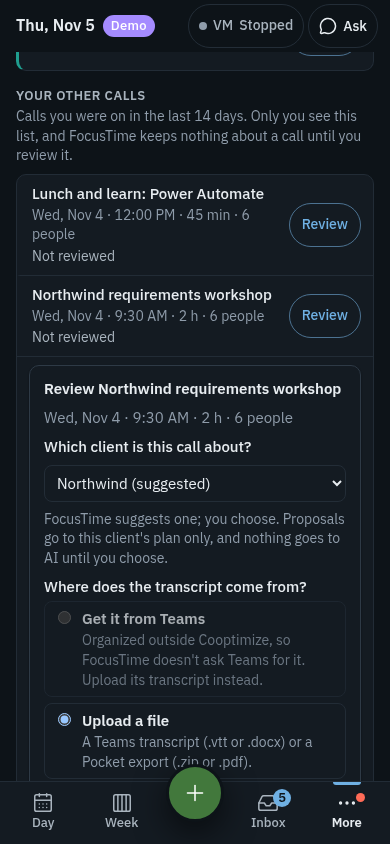 Thu, Nov 5
Demo
VM Stopped
Ask
YOUR OTHER CALLS
Calls you were on in the last 14 days. Only you see this
list, and FocusTime keeps nothing about a call until you
review it.
Lunch and learn: Power Automate
Wed, Nov 4 · 12:00 PM · 45 min · 6
people
Not reviewed
Review
Northwind requirements workshop
Wed, Nov 4 · 9:30 AM · 2 h · 6 people
Not reviewed
Review
Review Northwind requirements workshop
Wed, Nov 4 · 9:30 AM · 2 h · 6 people
Which client is this call about?
Northwind (suggested)
FocusTime suggests one; you choose. Proposals
go to this client's plan only, and nothing goes to
AI until you choose.
Where does the transcript come from?
Get it from Teams
Organized outside Cooptimize, so
FocusTime doesn't ask Teams for it.
Upload its transcript instead.
Upload a file
A Teams transcript (.vtt or .docx) or a
Pocket export (.zip or .pdf).
Day
Week
Inbox
5
More